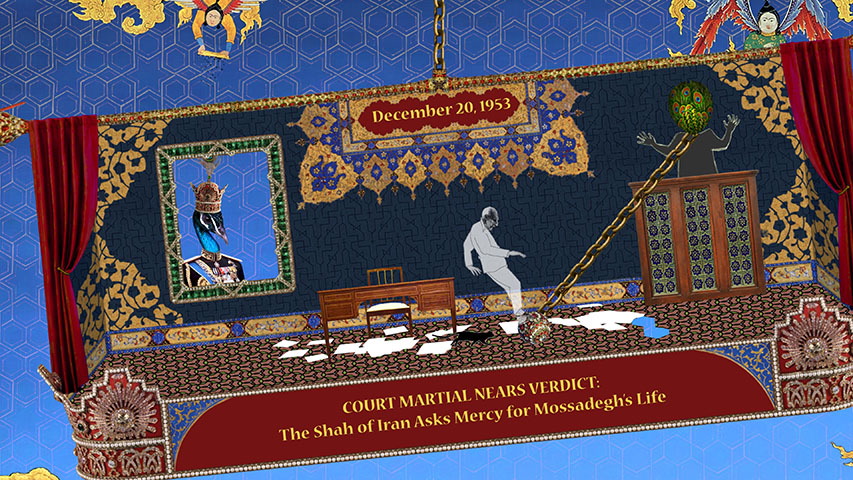 December 20, 1953
COURT MARTIAL NEARS VERDICT:
The Shah of Iran Asks Mercy for Mossadegh's Life